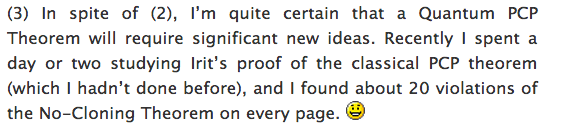 (3) In spite of (2), I’m quite certain that a Quantum PCP
Theorem will require significant new ideas. Recently I spent a
day or two studying Irit’s proof of the classical PCP theorem
(which I hadn’t done before), and I found about 20 violations of
the No-Cloning Theorem on every page.